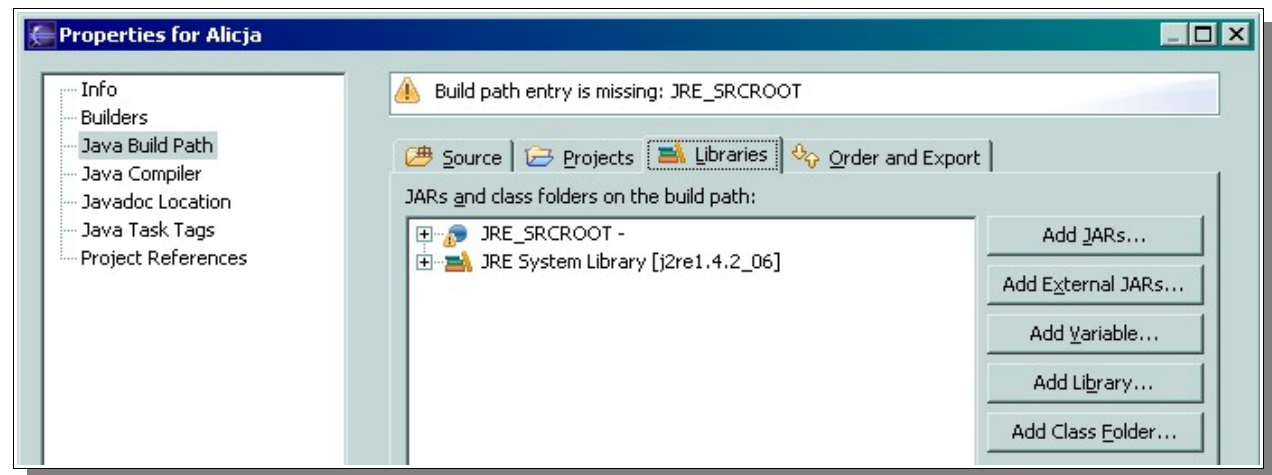 Properties for Alicja
Info
Builders
Java Build Path
Java Compiler
Javadoc Location
Java Task Tags
Project References
Build path entry is missing: JRE_SRCROOT
Source
Projects
Libraries
Order and Export
JARs and class folders on the build path:
JRE_SRCROOT -
JRE System Library [j2re1.4.2_06]
Add JARs...
Add External JARs...
Add Variable...
Add Library...
Add Class Folder...